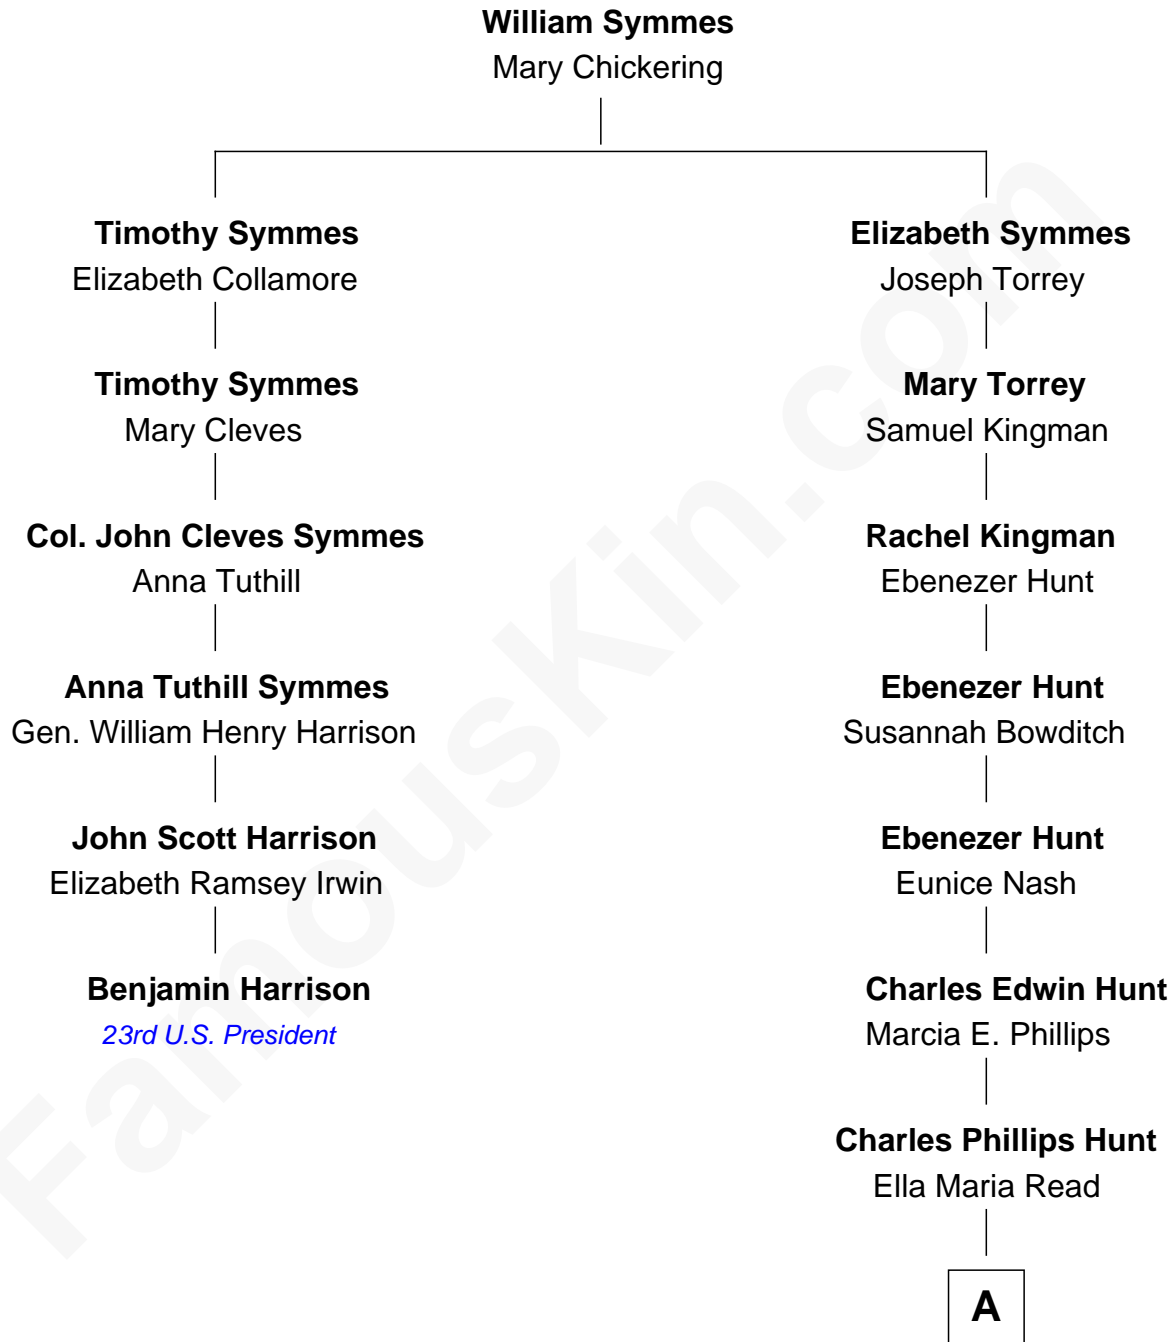 William Symmes
Mary Chickering
Timothy Symmes
Elizabeth Collamore
Elizabeth Symmes
Joseph Torrey
Timothy Symmes
Mary Cleves
Mary Torrey
Samuel Kingman
Col. John Cleves Symmes
Anna Tuthill
Rachel Kingman
Ebenezer Hunt
Anna Tuthill Symmes
Gen. William Henry Harrison
Ebenezer Hunt
Susannah Bowditch
John Scott Harrison
Elizabeth Ramsey Irwin
Ebenezer Hunt
Eunice Nash
Benjamin Harrison
23rd U.S. President
Charles Edwin Hunt
Marcia E. Phillips
Charles Phillips Hunt
Ella Maria Read
A
FamousKin.com